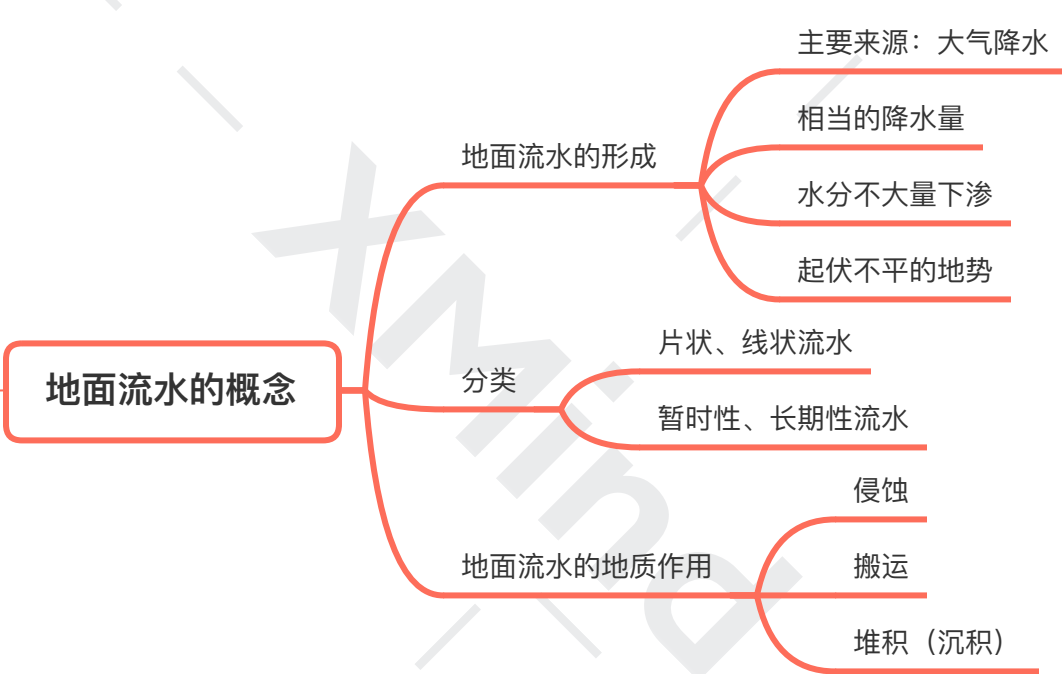 主要来源：大气降水
相当的降水量
地面流水的形成
水分不大量下渗
起伏不平的地势
片状、线状流水
分类
地面流水的概念
暂时性、长期性流水
侵蚀
地面流水的地质作用
搬运
堆积（沉积）
XMind